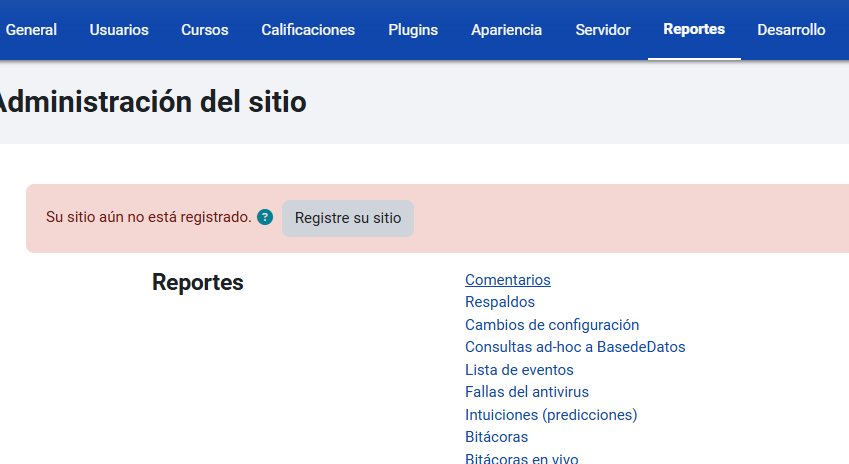 General Usuarios Cursos Calificaciones Plugins Apariencia Servidor Reportes Desarrollo
Administración del sitio
Su sitio aún no está registrado. ? Registre su sitio
Reportes
Comentarios
Respaldos
Cambios de configuración
Consultas ad-hoc a BasedeDatos
Lista de eventos
Fallas del antivirus
Intuiciones (predicciones)
Bitácoras
Bitácoras en vivo